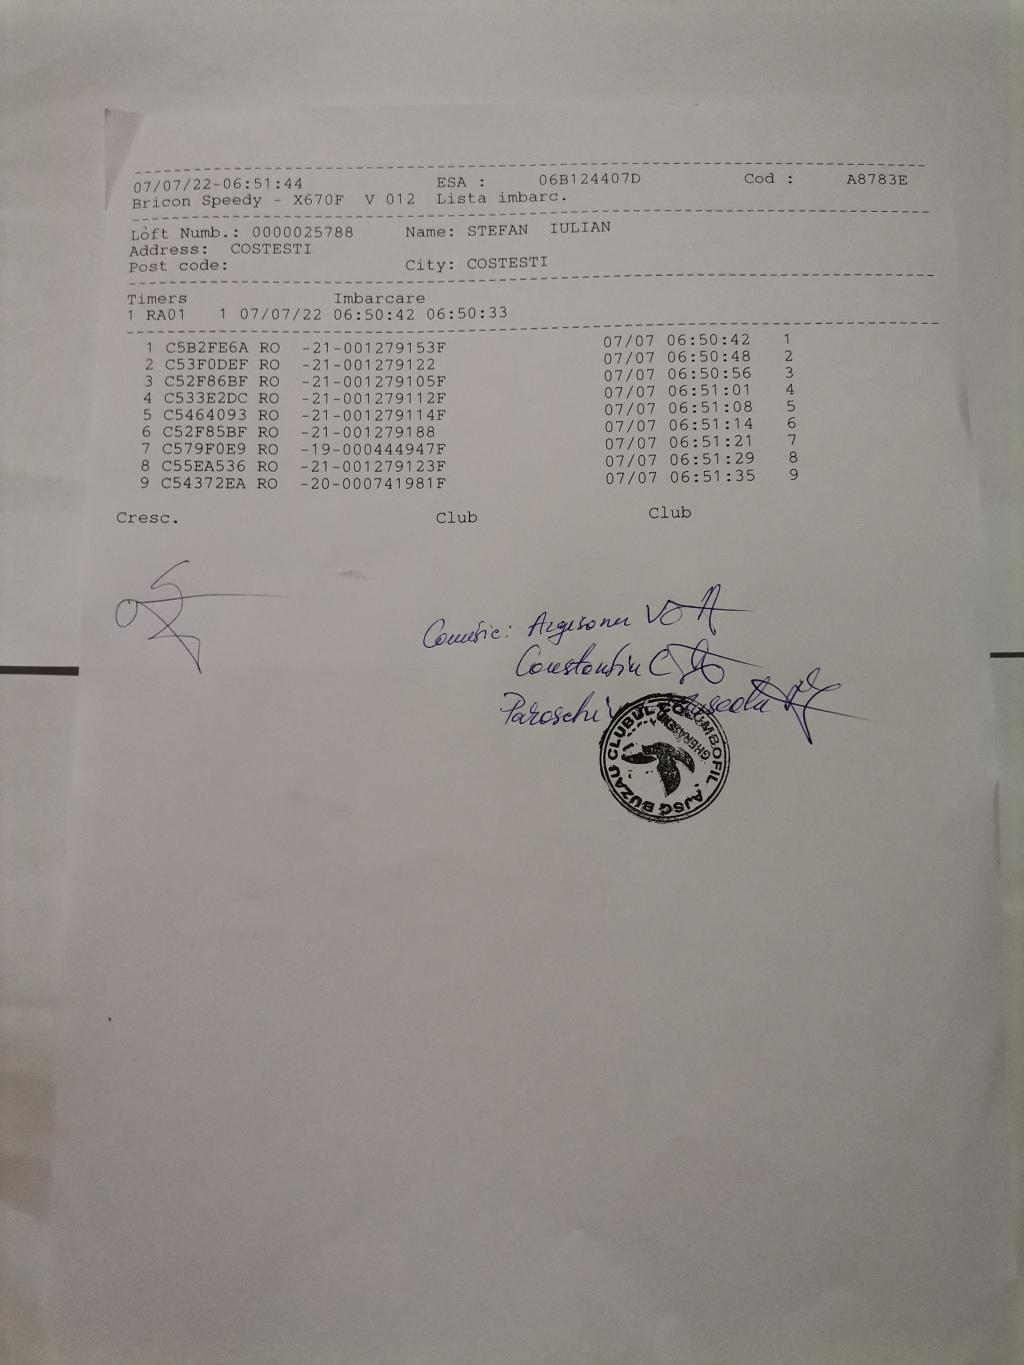 07/07/22-06:51:44 ESA : 06B124407D Cod : A8783E
Bricon Speedy - X670F V 012 Lista imbarc.
Loft Numb.: 0000025788 Name: STEFAN IULIAN
Address: COSTESTI
Post code: City: COSTESTI
Timers Imbarcare
1 RA01 1 07/07/22 06:50:42 06:50:33
1 C5B2FE6A RO -21-001279153F 07/07 06:50:42 1
2 C53F0DEF RO -21-001279122 07/07 06:50:48 2
3 C52F86BF RO -21-001279105F 07/07 06:50:56 3
4 C533E2DC RO -21-001279112F 07/07 06:51:01 4
5 C5464093 RO -21-001279114F 07/07 06:51:08 5
6 C52F85BF RO -21-001279188 07/07 06:51:14 6
7 C579F0E9 RO -19-000444947F 07/07 06:51:21 7
8 C55EA536 RO -21-001279123F 07/07 06:51:29 8
9 C54372EA RO -20-000741981F 07/07 06:51:35 9
Cresc. Club Club
Constantin C
Paroschi V
CLUBUL COLUMBOFIL
AJSC BUZAU